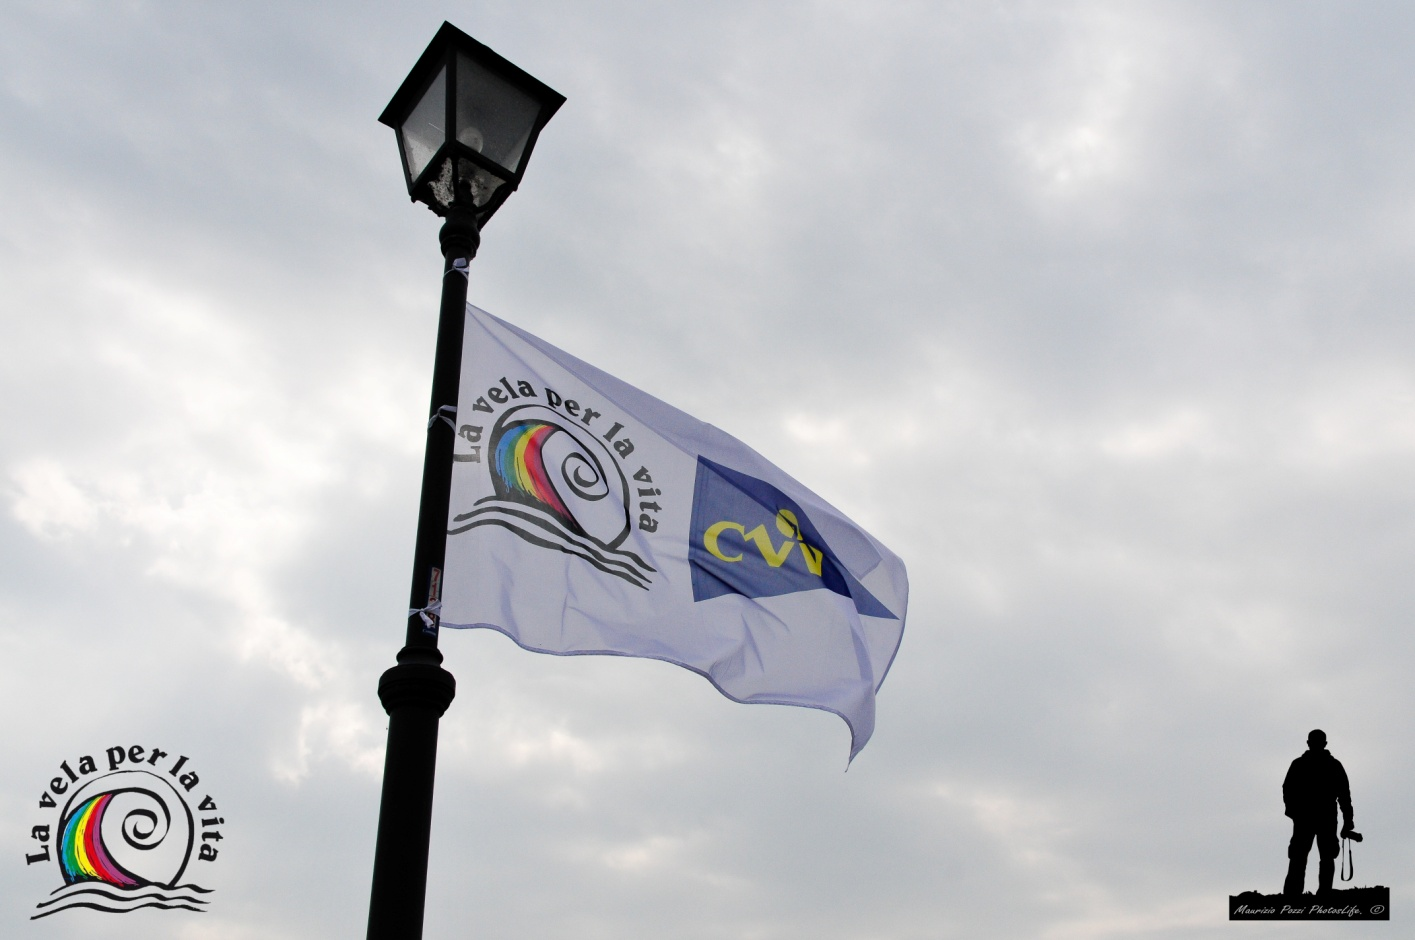 La vela per la vita
cvv
La vela per la vita
Maurizio Pozzi PhotosLife. ©